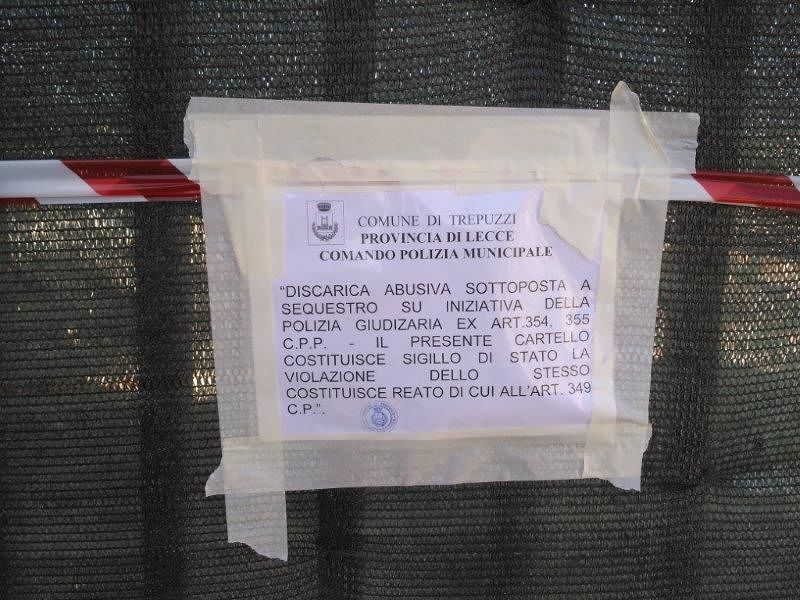 COMUNE DI TREPUZZI
PROVINCIA DI LECCE
COMANDO POLIZIA MUNICIPALE
"DISCARICA ABUSIVA SOTTOPOSTA A
SEQUESTRO SU INIZIATIVA DELLA
POLIZIA GIUDIZARIA EX ART.354, 355
C.P.P. - IL PRESENTE CARTELLO
COSTITUISCE SIGILLO DI STATO LA
VIOLAZIONE DELLO STESSO
COSTITUISCE REATO DI CUI ALL'ART. 349
C.P.".